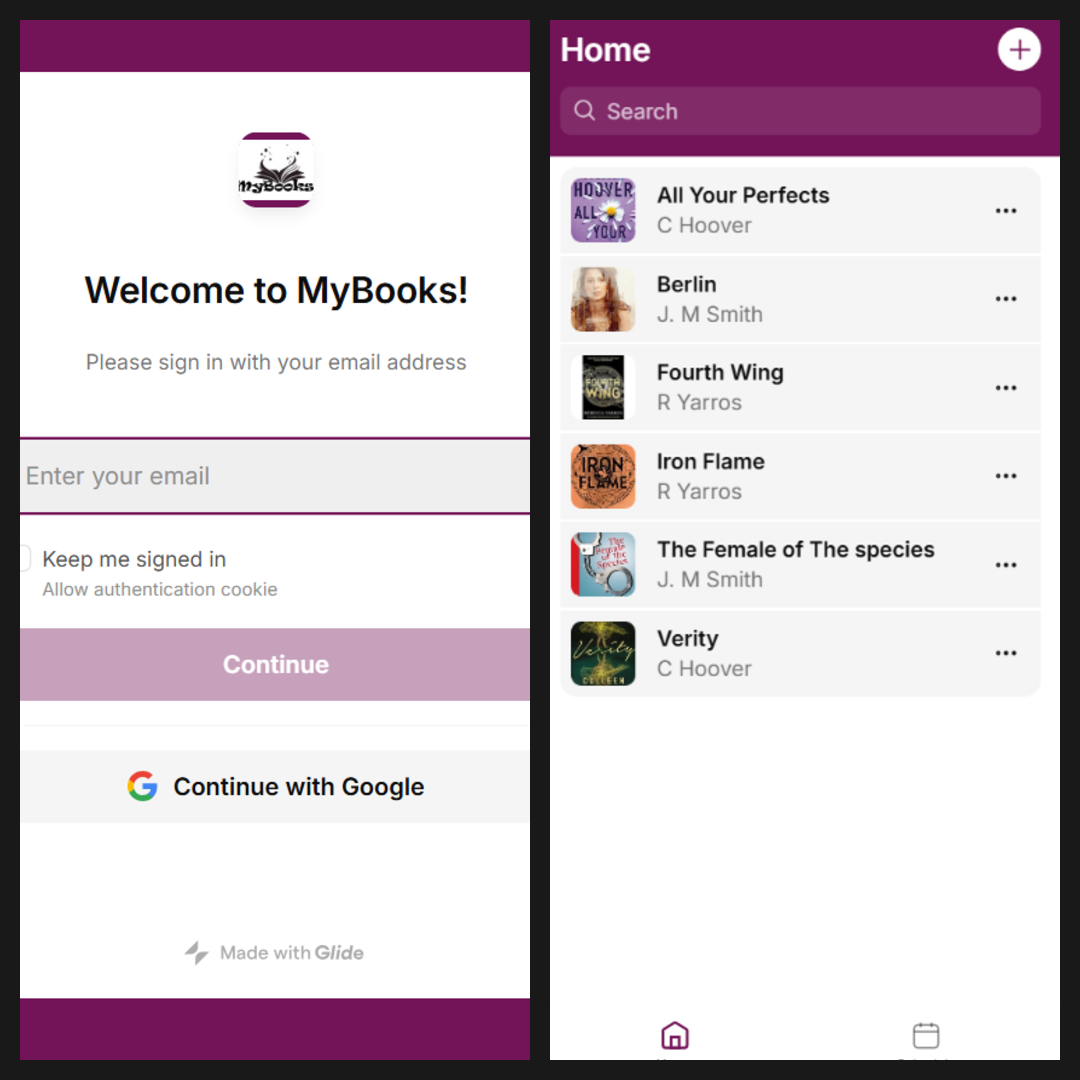 MyBooks
Welcome to MyBooks!
Please sign in with your email address
Enter your email
Keep me signed in
Allow authentication cookie
Continue
Continue with Google
Made with Glide
Home
Search
HOOVER
ALL
YOUR
All Your Perfects
C Hoover
Berlin
J. M Smith
FOURTH
WING
Fourth Wing
R Yarros
IRON
FLAME
Iron Flame
R Yarros
The
Female
of the
Species
The Female of The species
J. M Smith
Verity
COLLEEN
Verity
C Hoover